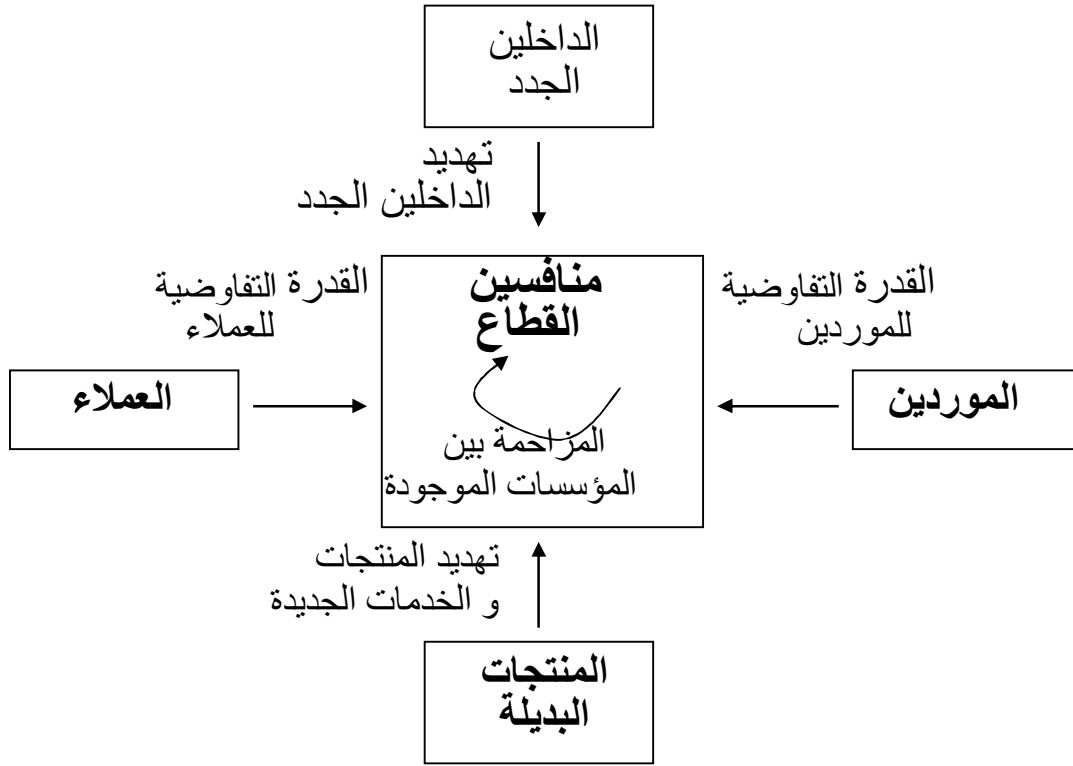 الداخلين
الجدد
تهديد
الداخلين الجدد
القدرة التفاوضية
للموردين
منافسين
القطاع
القدرة التفاوضية
للعملاء
الموردين
العملاء
المزاحمة بين
المؤسسات الموجودة
تهديد المنتجات
و الخدمات الجديدة
المنتجات
البديلة